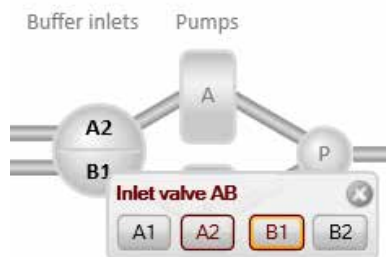 Buffer inlets Pumps
A
A2
P
B1
Inlet valve AB
A1 A2 B1 B2